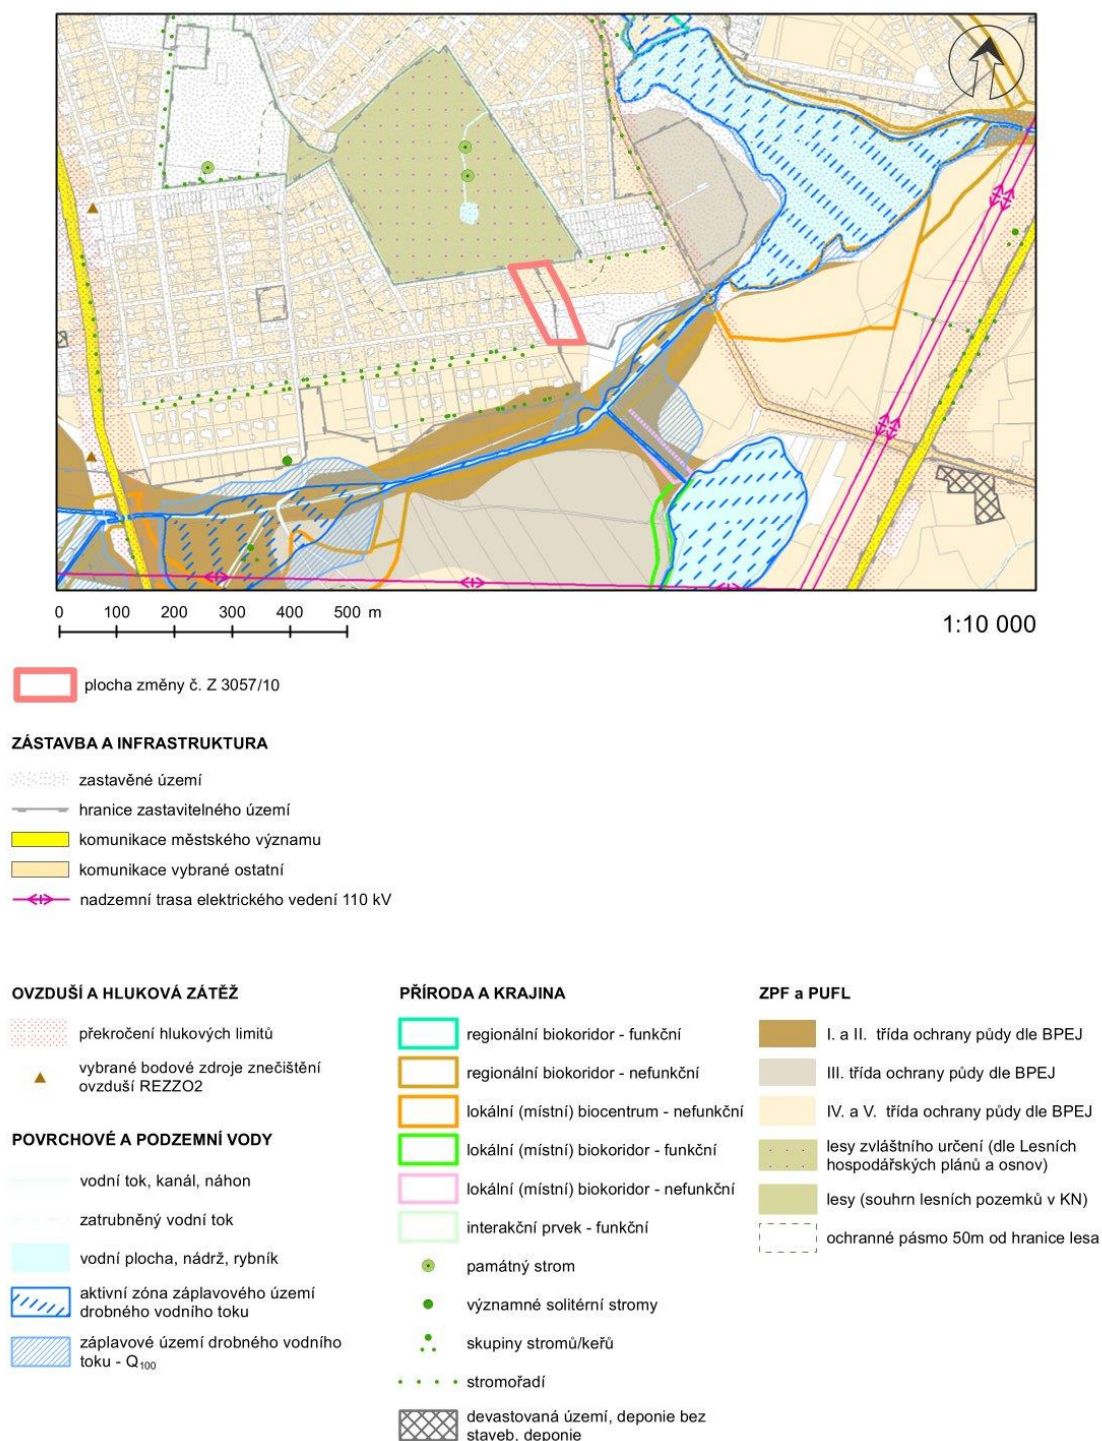 0 100 200 300 400 500 m
1:10 000
plocha změny č. Z 3057/10
ZÁSTAVBA A INFRASTRUKTURA
zastavěné území
hranice zastavitelného území
komunikace městského významu
komunikace vybrané ostatní
nadzemní trasa elektrického vedení 110 kV
OVZDUŠÍ A HLUKOVÁ ZÁTĚŽ
překročení hlukových limitů
vybrané bodové zdroje znečištění
ovzduší REZZO2
POVRCHOVÉ A PODZEMNÍ VODY
vodní tok, kanál, náhon
zatrubněný vodní tok
vodní plocha, nádrž, rybník
aktivní zóna záplavového území
drobného vodního toku
záplavové území drobného vodního
toku - Q100
PŘÍRODA A KRAJINA
regionální biokoridor - funkční
regionální biokoridor - nefunkční
lokální (místní) biocentrum - nefunkční
lokální (místní) biokoridor - funkční
lokální (místní) biokoridor - nefunkční
interakční prvek - funkční
památný strom
významné solitérní stromy
skupiny stromů/keřů
stromořadí
devastovaná území, deponie bez
staveb, deponie
ZPF a PUFL
I. a II. třída ochrany půdy dle BPEJ
III. třída ochrany půdy dle BPEJ
IV. a V. třída ochrany půdy dle BPEJ
lesy zvláštního určení (dle Lesních
hospodářských plánů a osnov)
lesy (souhrn lesních pozemků v KN)
ochranné pásmo 50m od hranice lesa